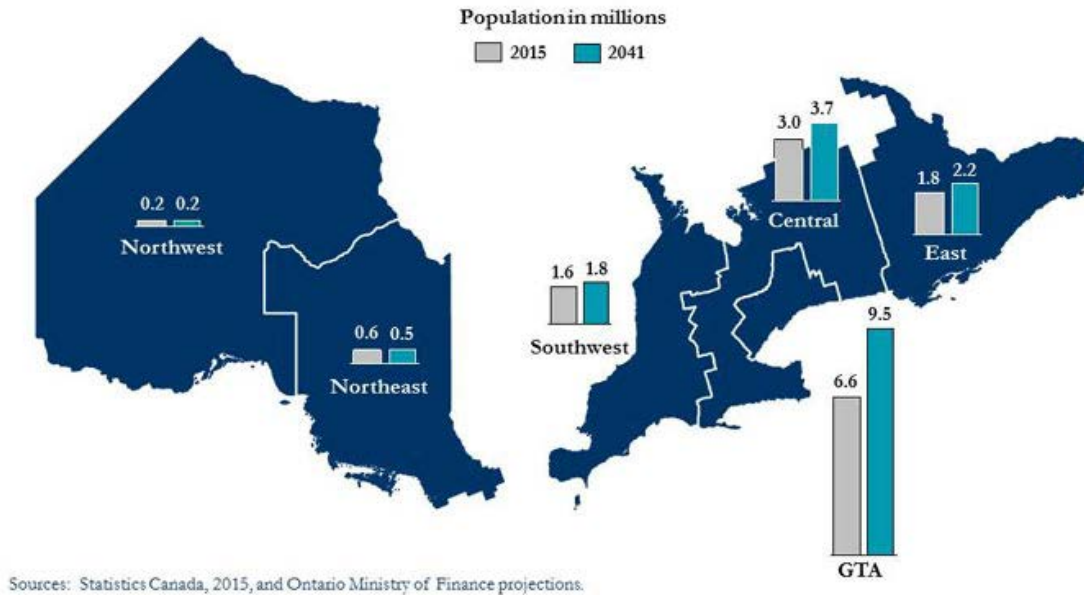 Population in millions
2015 2041
3.0 3.7
Central
1.8 2.2
East
0.2 0.2
Northwest
1.6 1.8
Southwest
0.6 0.5
Northeast
6.6 9.5
GTA
Sources: Statistics Canada, 2015, and Ontario Ministry of Finance projections.